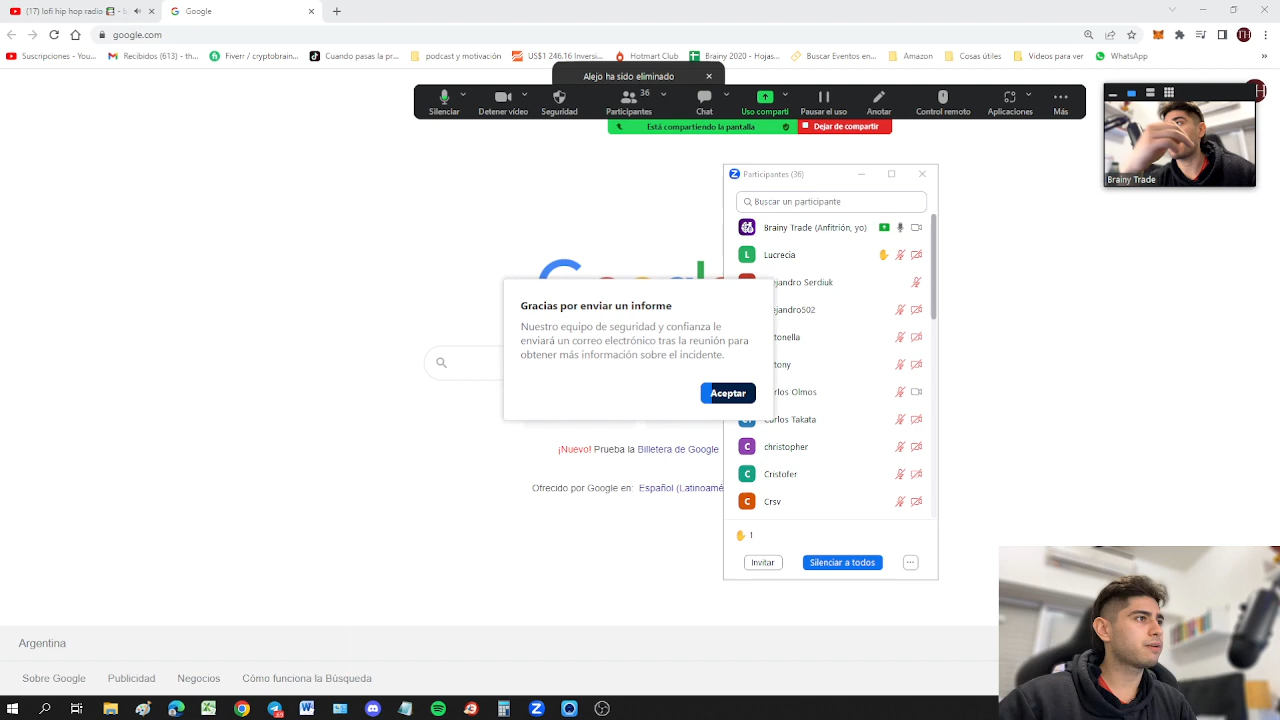 (17) lofi hip hop radio
Google
google.com
Suscripciones - You...
Recibidos (613) - th...
Fiverr / cryptobrain...
Cuando pasas la pr...
podcast y motivación
US$1 246.16 Inversi...
Hotmart Club
Brainy 2020 - Hojas...
Buscar Eventos en...
Amazon
Cosas útiles
Videos para ver
WhatsApp
Alejo ha sido eliminado
36
Silenciar
Detener video
Seguridad
Participantes
Chat
Uso comparti
Pausar el uso
Anotar
Control remoto
Aplicaciones
Más
Está compartiendo la pantalla
Dejar de compartir
Brainy Trade
Participantes (36)
Buscar un participante
Brainy Trade (Anfitrión, yo)
L Lucrecia
ejandro Serdiuk
ejandro502
tonella
tony
rlos Olmos
Carlos Takata
C christopher
C Cristofer
C Crsv
1
Invitar
Silenciar a todos
Gracias por enviar un informe
Nuestro equipo de seguridad y confianza le
enviará un correo electrónico tras la reunión para
obtener más información sobre el incidente.
Aceptar
¡Nuevo! Prueba la Billetera de Google
Ofrecido por Google en: Español (Latinoamé
Argentina
Sobre Google
Publicidad
Negocios
Cómo funciona la Búsqueda